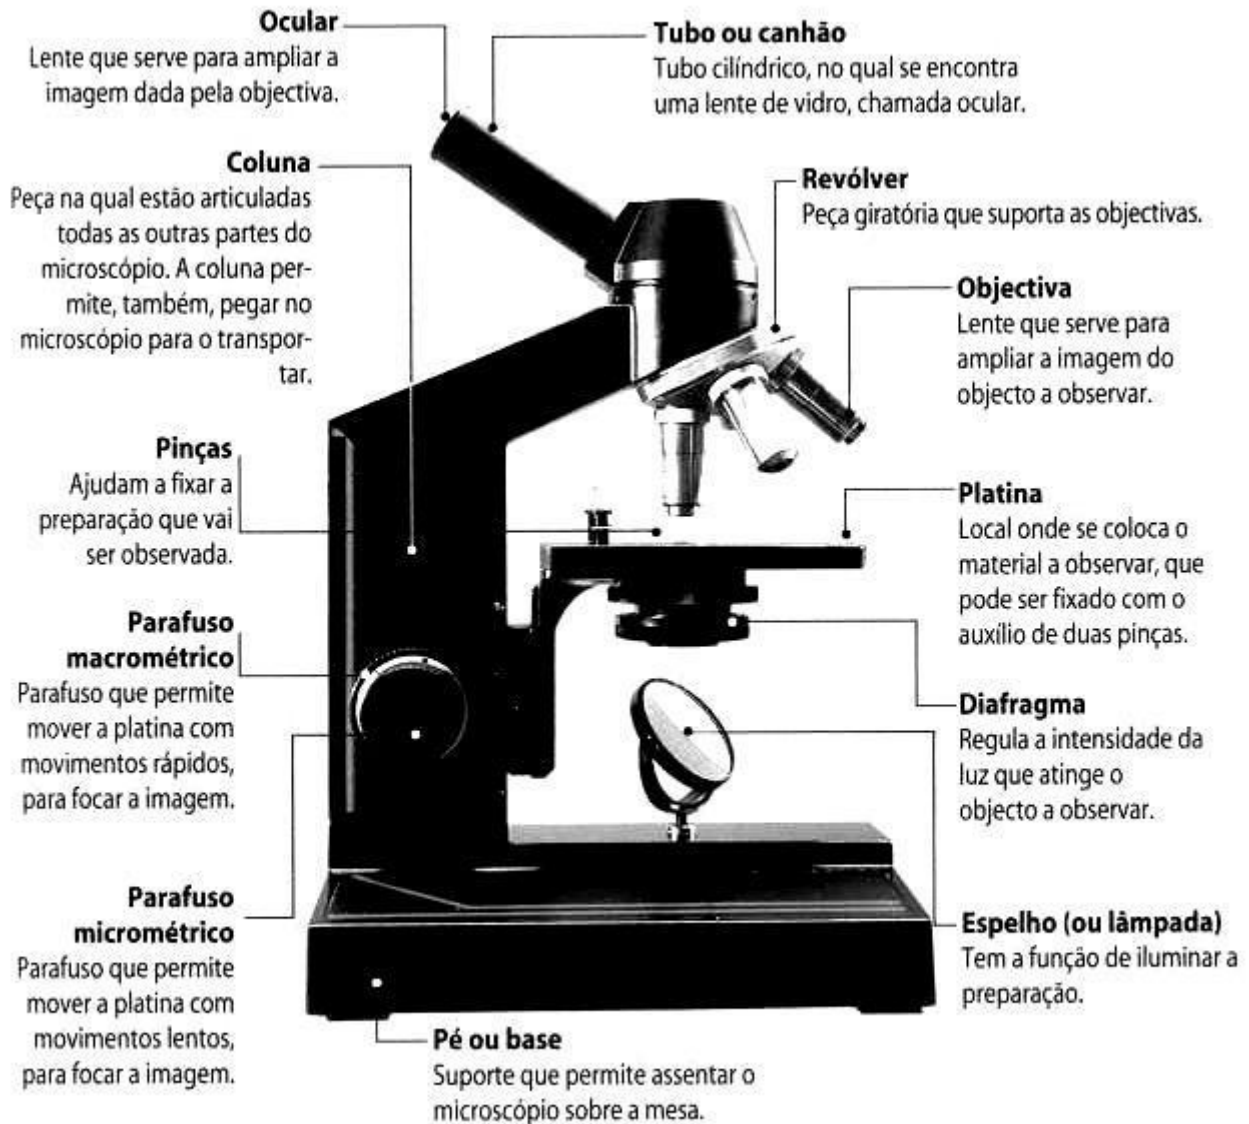 Ocular
Lente que serve para ampliar a
imagem dada pela objectiva.
Tubo ou canhão
Tubo cilíndrico, no qual se encontra
uma lente de vidro, chamada ocular.
Coluna
Peça na qual estão articuladas
todas as outras partes do
microscópio. A coluna per-
mite, também, pegar no
microscópio para o transpor-
tar.
Revólver
Peça giratória que suporta as objectivas.
Objectiva
Lente que serve para
ampliar a imagem do
objecto a observar.
Pinças
Ajudam a fixar a
preparação que vai
ser observada.
Platina
Local onde se coloca o
material a observar, que
pode ser fixado com o
auxílio de duas pinças.
Parafuso
macrométrico
Parafuso que permite
mover a platina com
movimentos rápidos,
para focar a imagem.
Diafragma
Regula a intensidade da
luz que atinge o
objecto a observar.
Parafuso
micrométrico
Parafuso que permite
mover a platina com
movimentos lentos,
para focar a imagem.
Espelho (ou lâmpada)
Tem a função de iluminar a
preparação.
Pé ou base
Suporte que permite assentar o
microscópio sobre a mesa.